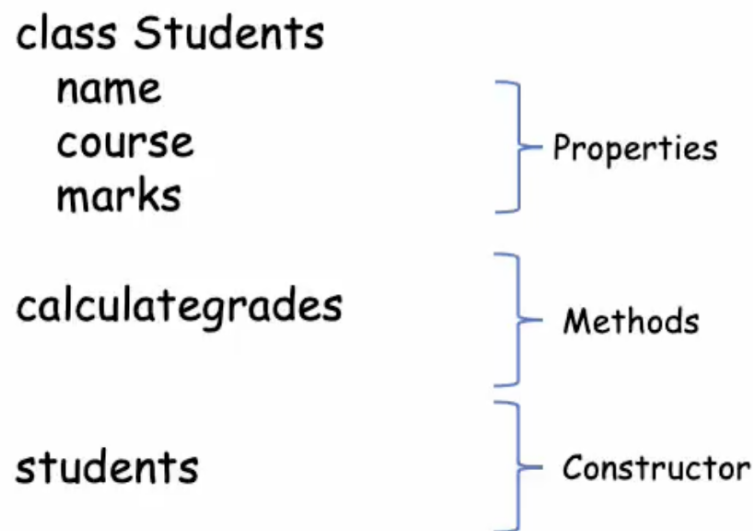 class Students
name
course
marks
Properties
calculategrades
Methods
students
Constructor